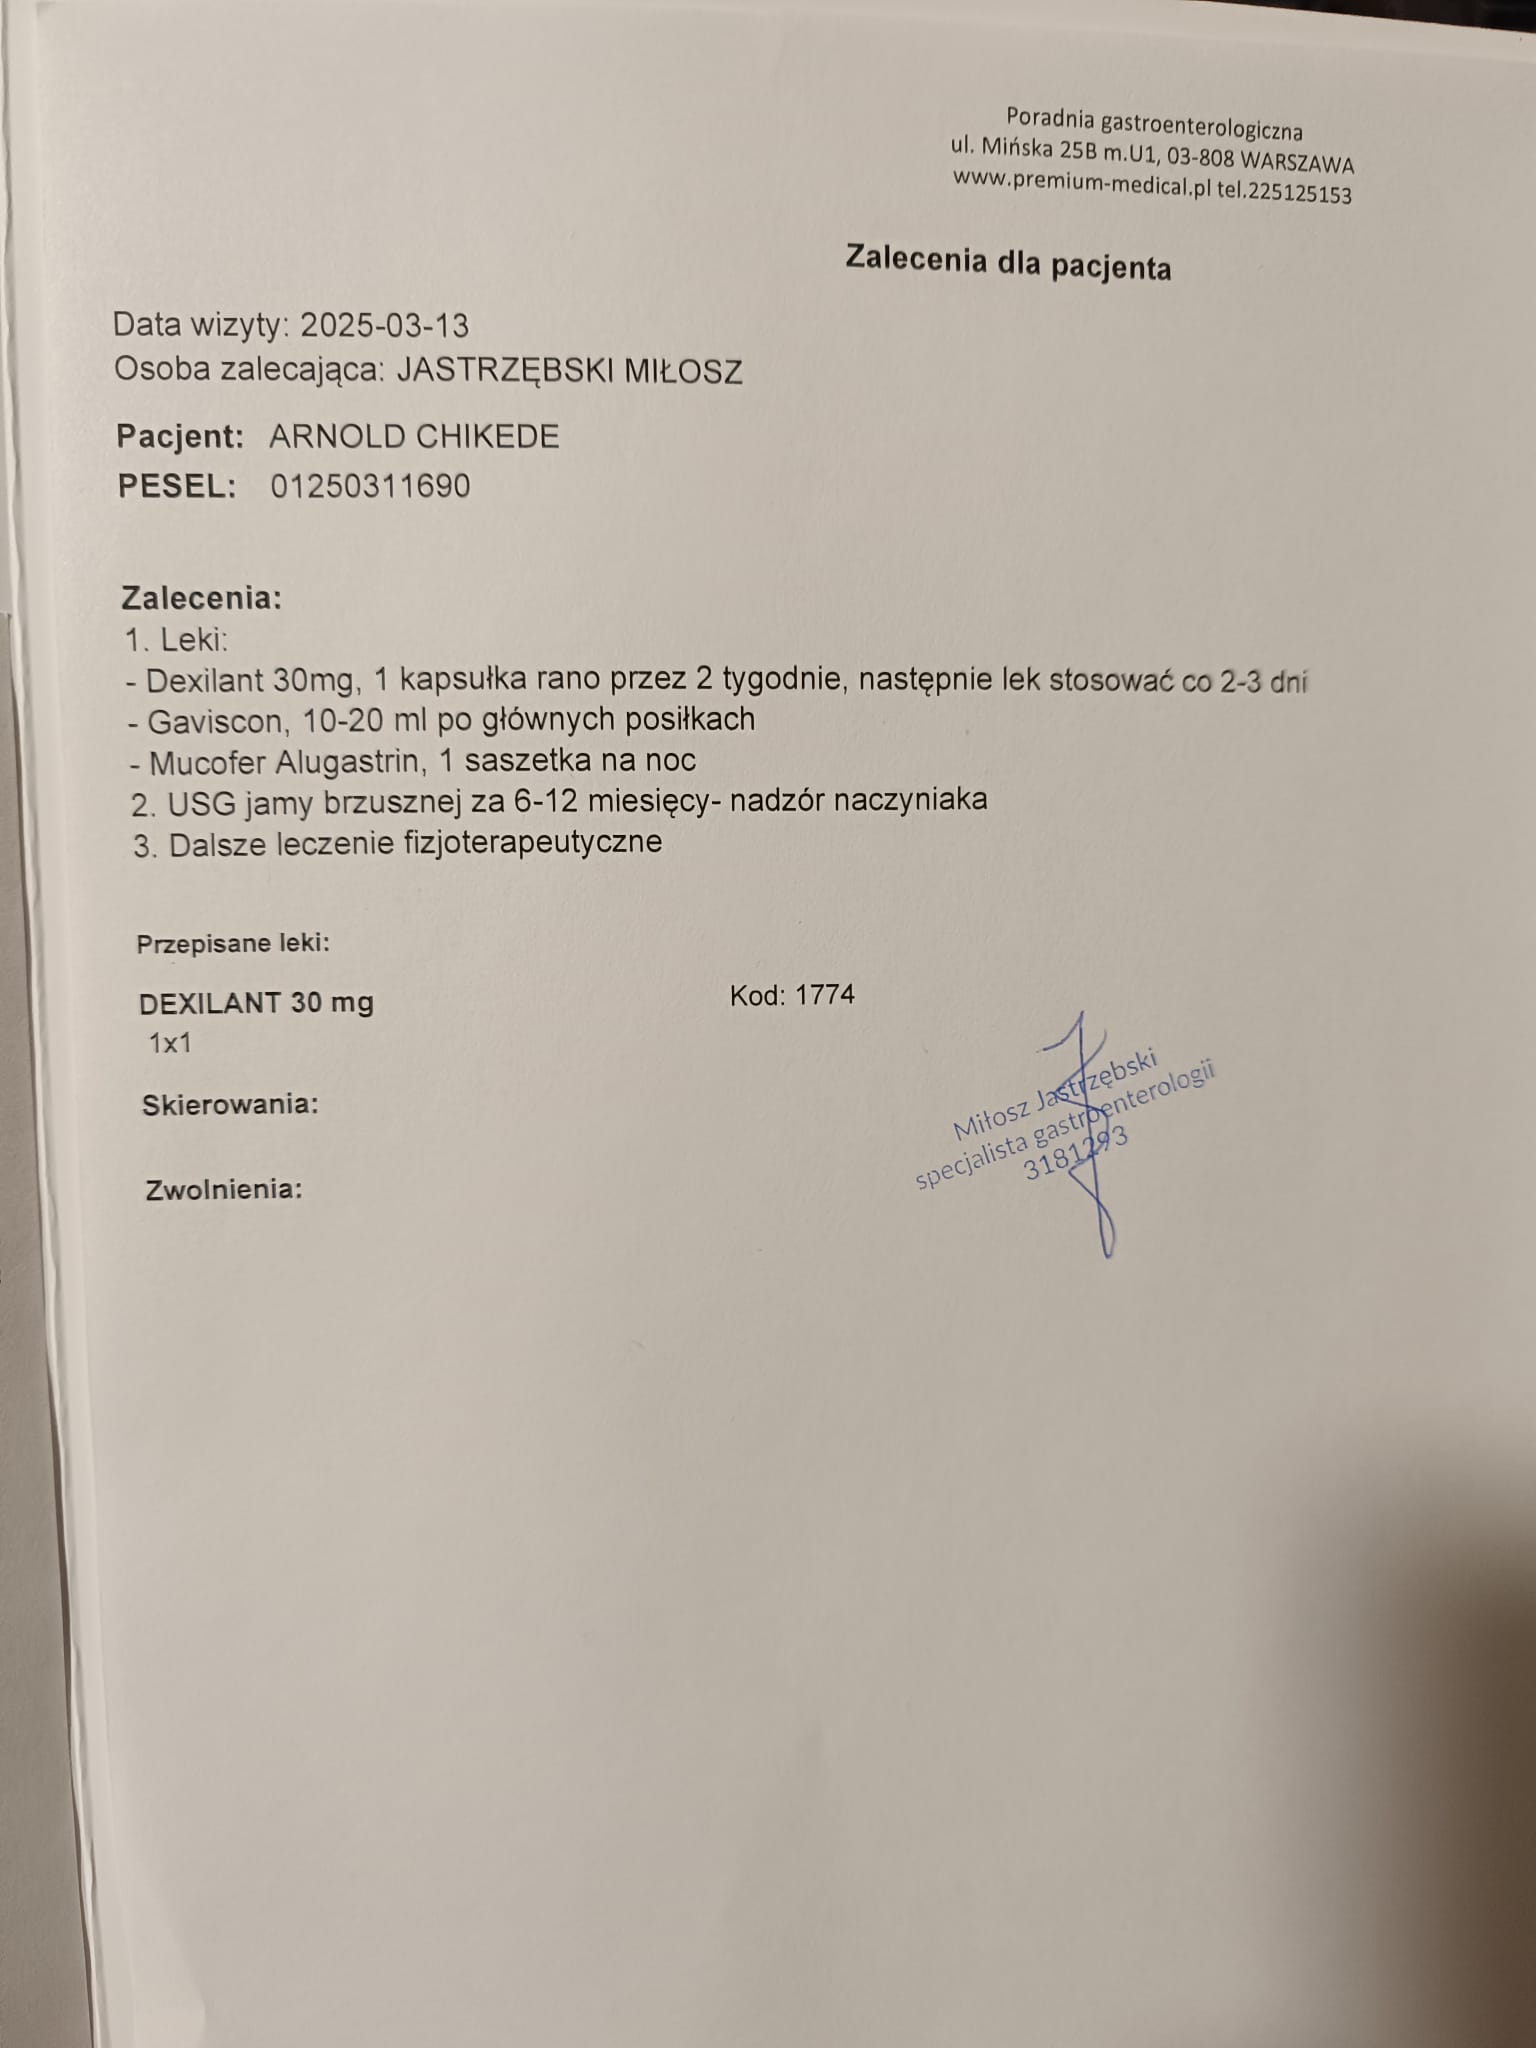 Poradnia gastroenterologiczna
ul. Mińska 25B m.U1, 03-808 WARSZAWA
www.premium-medical.pl tel.225125153
Zalecenia dla pacjenta
Data wizyty: 2025-03-13
Osoba zalecająca: JASTRZĘBSKI MIŁOSZ
Pacjent: ARNOLD CHIKEDE
PESEL: 01250311690
Zalecenia:
1. Leki:
- Dexilant 30mg, 1 kapsułka rano przez 2 tygodnie, następnie lek stosować co 2-3 dni
- Gaviscon, 10-20 ml po głównych posiłkach
- Mucofer Alugastrin, 1 saszetka na noc
2. USG jamy brzusznej za 6-12 miesięcy- nadzór naczyniaka
3. Dalsze leczenie fizjoterapeutyczne
Przepisane leki:
DEXILANT 30 mg Kod: 1774
1x1
Skierowania:
Zwolnienia:
Miłosz Jastrzębski
specjalista gastroenterologii
3181293